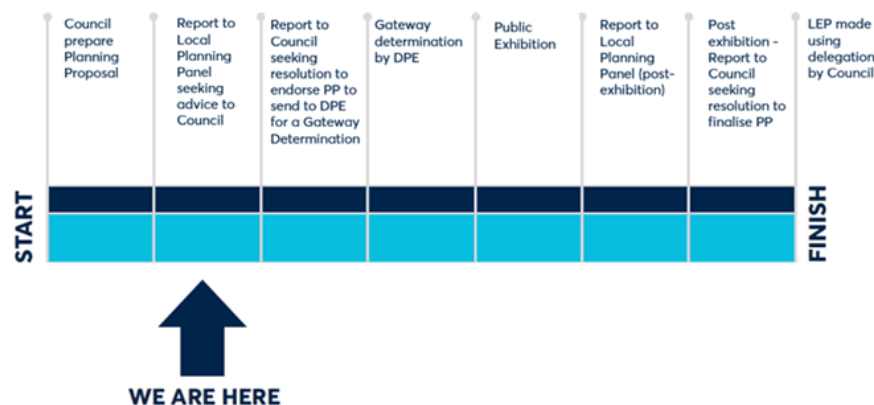 Council
prepare
Planning
Proposal
Report to
Local
Planning
Panel
seeking
advice to
Council
Report to
Council
seeking
resolution to
endorse PP to
send to DPE
for a Gateway
Determination
Gateway
determination
by DPE
Public
Exhibition
Report to
Local
Planning
Panel (post-
exhibition)
Post
exhibition -
Report to
Council
seeking
resolution to
finalise PP
LEP made
using
delegation
by Council
START
FINISH
WE ARE HERE